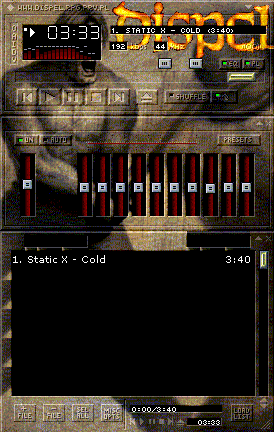 WWW.DISPEL.RPG.PRV.PL
Dispel
03:33
1. STATIC X - COLD (3:40)
192 kbps 44 kHz
EQ PL
SHUFFLE
ON AUTO PRESETS
1. Static X - Cold 3:40
+ FILE
- FILE
SEL ALL
MISC OPTS
0:00/3:40
03:33
LOAD LIST